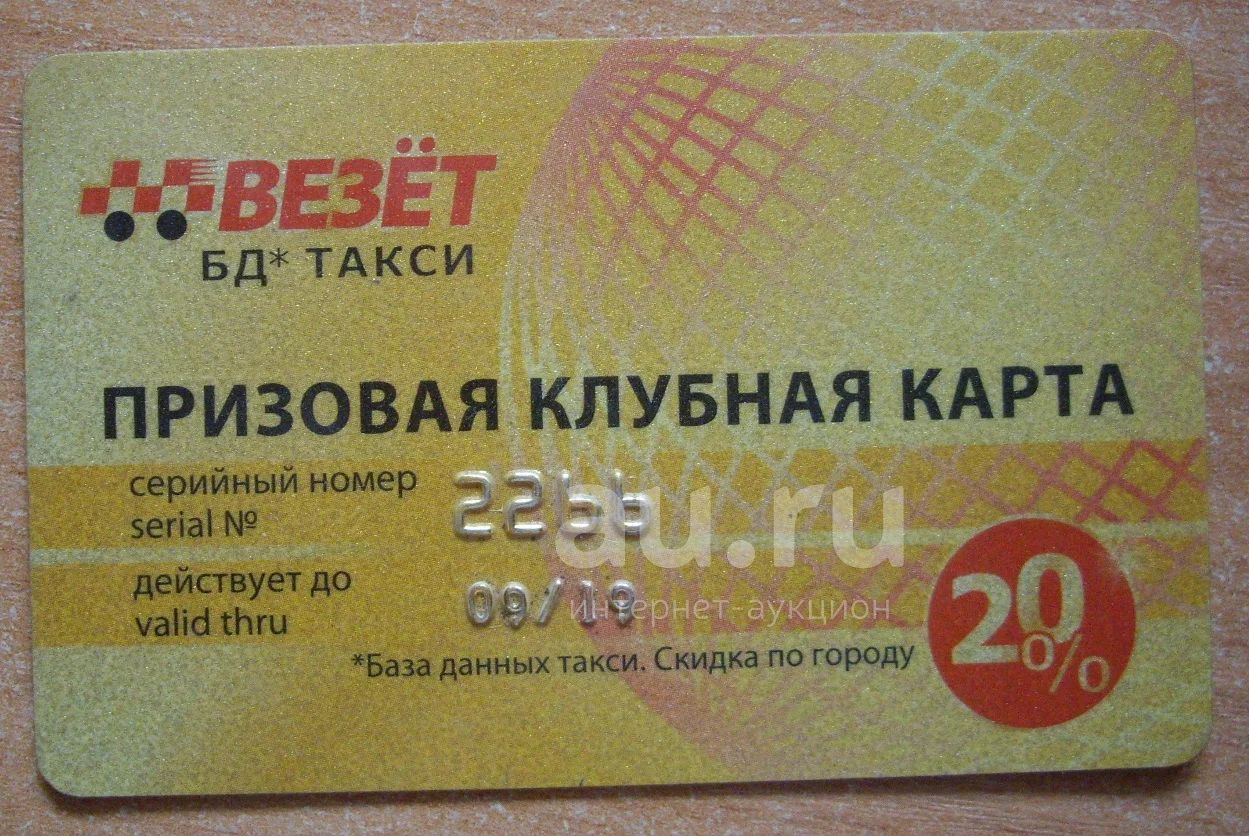 ВЕЗЁТ
БД* ТАКСИ
ПРИЗОВАЯ КЛУБНАЯ КАРТА
серийный номер
serial № 2266
действует до
valid thru 09/19
*База данных такси. Скидка по городу
20%
au.ru
интернет-аукцион